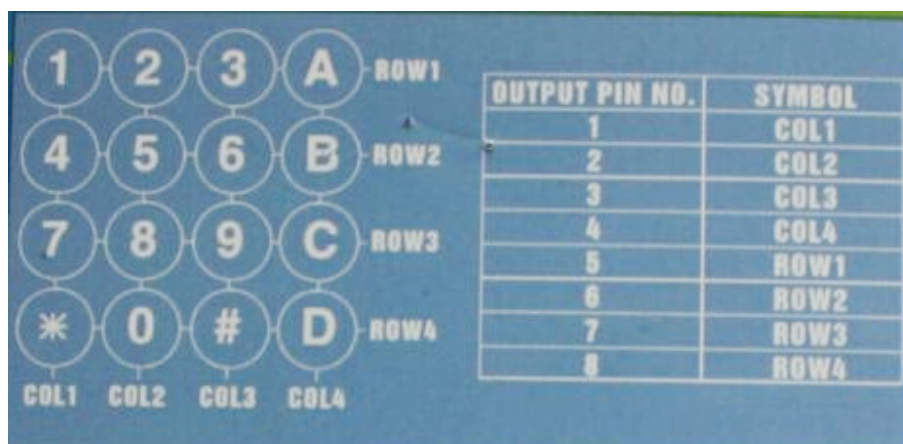 1 2 3 A ROW1
4 5 6 B ROW2
7 8 9 C ROW3
* 0 # D ROW4
COL1 COL2 COL3 COL4
OUTPUT PIN NO. SYMBOL
1 COL1
2 COL2
3 COL3
4 COL4
5 ROW1
6 ROW2
7 ROW3
8 ROW4